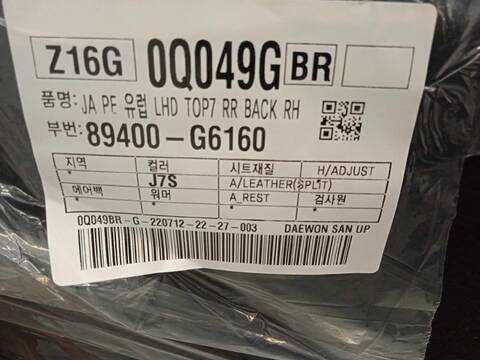 Z16G 0Q049G BR
품명: JA PE 유럽 LHD TOP7 RR BACK RH
부번: 89400-G6160
지역 컬러 시트재질 H/ADJUST
* J7S A/LEATHER(SPLIT) *
에어백 워머 A_REST 검사원
* * *
0Q049BR-G-220712-22-27-003 DAEWON SAN UP